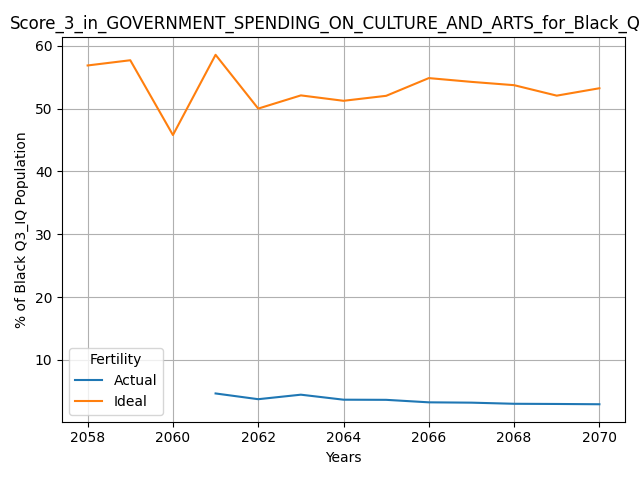 Score_3_in_GOVERNMENT_SPENDING_ON_CULTURE_AND_ARTS_for_Black_Q
60
50
40
30
20
10
% of Black Q3_IQ Population
Fertility
Actual
Ideal
2058 2060 2062 2064 2066 2068 2070
Years